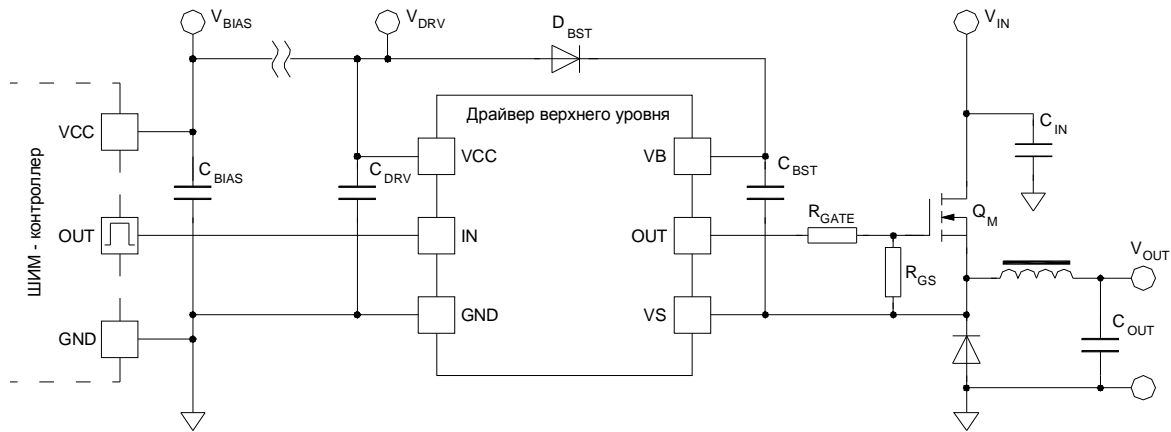 V_BIAS
V_DRV
D_BST
V_IN
Драйвер верхнего уровня
ШИМ - контроллер
VCC
C_BIAS
C_DRV
VCC
VB
C_BST
C_IN
OUT
IN
OUT
R_GATE
Q_M
R_GS
V_OUT
GND
GND
VS
C_OUT